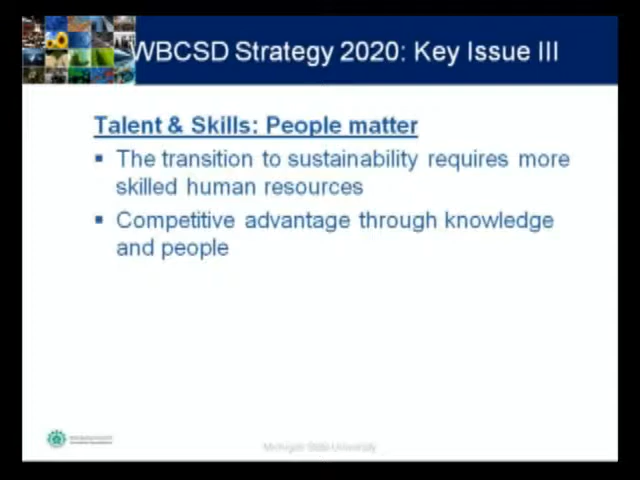 WBCSD Strategy 2020: Key Issue III
Talent & Skills: People matter
▪ The transition to sustainability requires more
skilled human resources
▪ Competitive advantage through knowledge
and people
Michigan State University